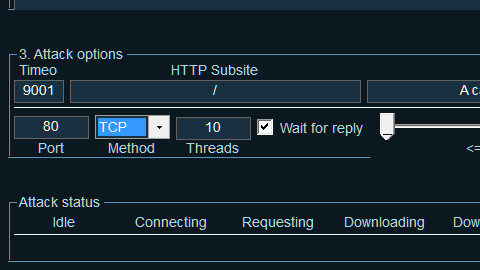 3. Attack options
Timeo HTTP Subsite
9001 / A ca
80 TCP 10 Wait for reply
Port Method Threads <=
Attack status
Idle Connecting Requesting Downloading Dow